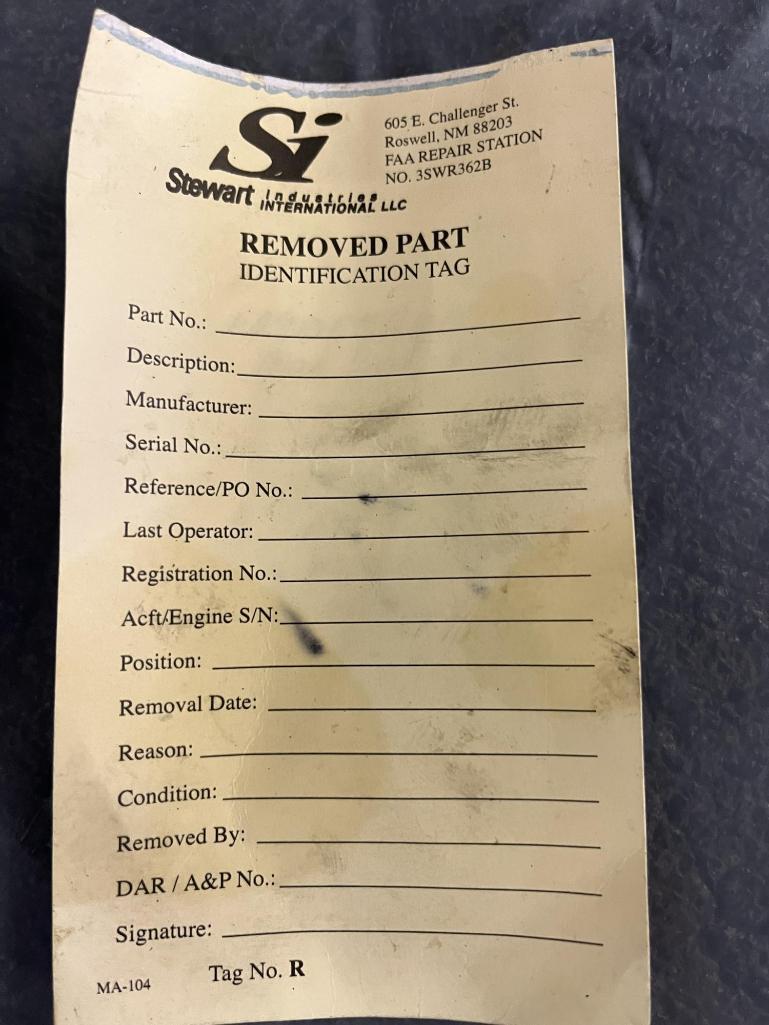 Si
605 E. Challenger St.
Roswell, NM 88203
FAA REPAIR STATION
NO. 3SWR362B
Stewart Industries
INTERNATIONAL LLC
REMOVED PART
IDENTIFICATION TAG
Part No.:
Description:
Manufacturer:
Serial No.:
Reference/PO No.:
Last Operator:
Registration No.:
Acft/Engine S/N:
Position:
Removal Date:
Reason:
Condition:
Removed By:
DAR / A&P No.:
Signature:
MA-104 Tag No. R